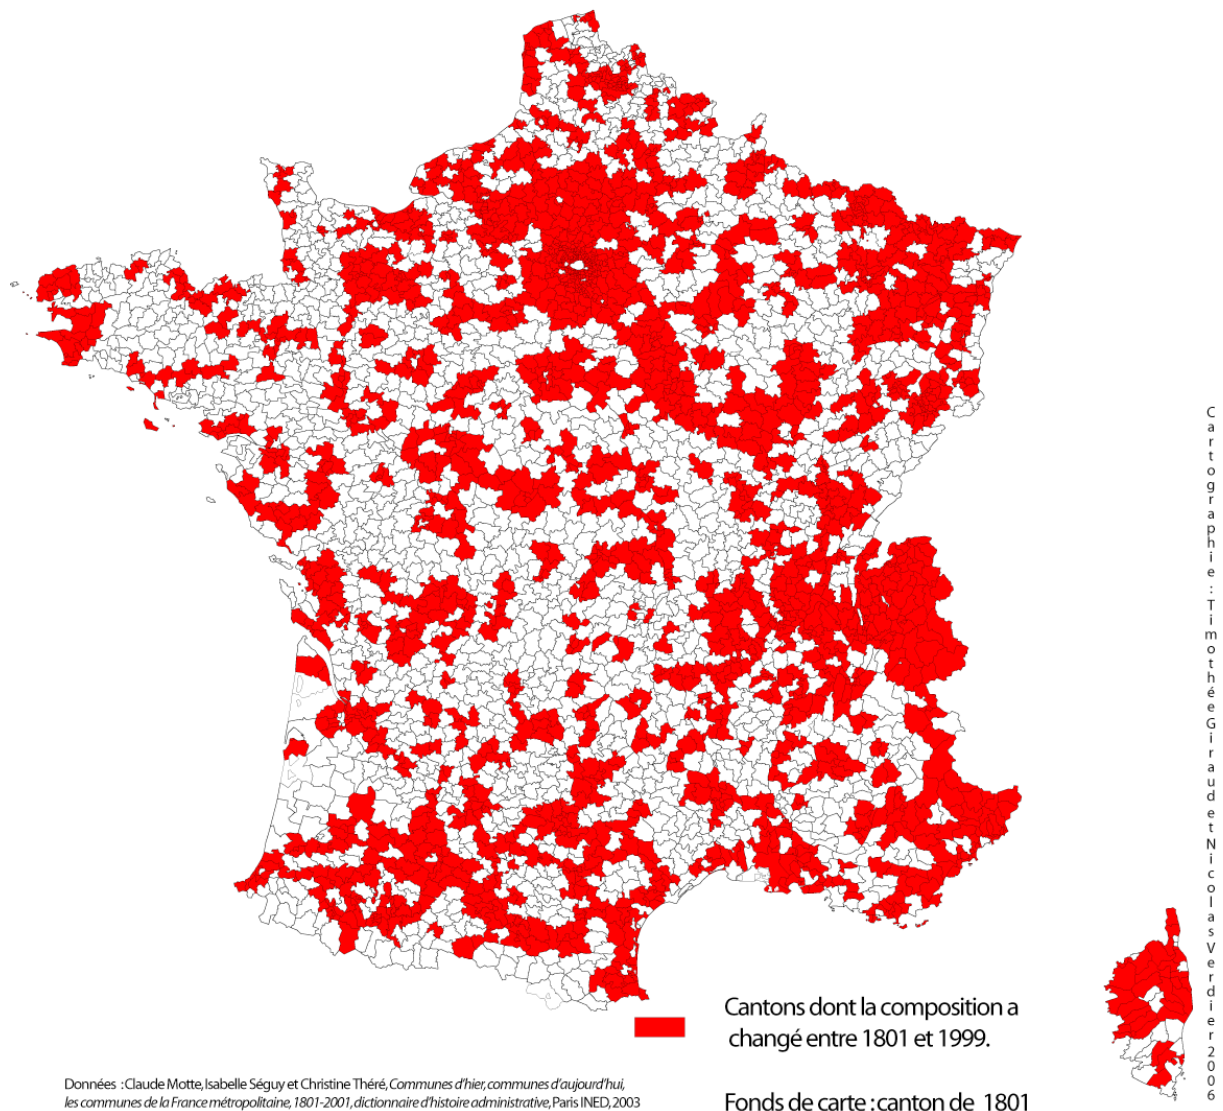 Cantons dont la composition a
changé entre 1801 et 1999.
Données : Claude Motte, Isabelle Séguy et Christine Théré, Communes d'hier, communes d'aujourd'hui,
les communes de la France métropolitaine, 1801-2001, dictionnaire d'histoire administrative, Paris INED, 2003
Fonds de carte : canton de 1801
Cartographie : Timothée Giraud et Nicolas Verdier 2006